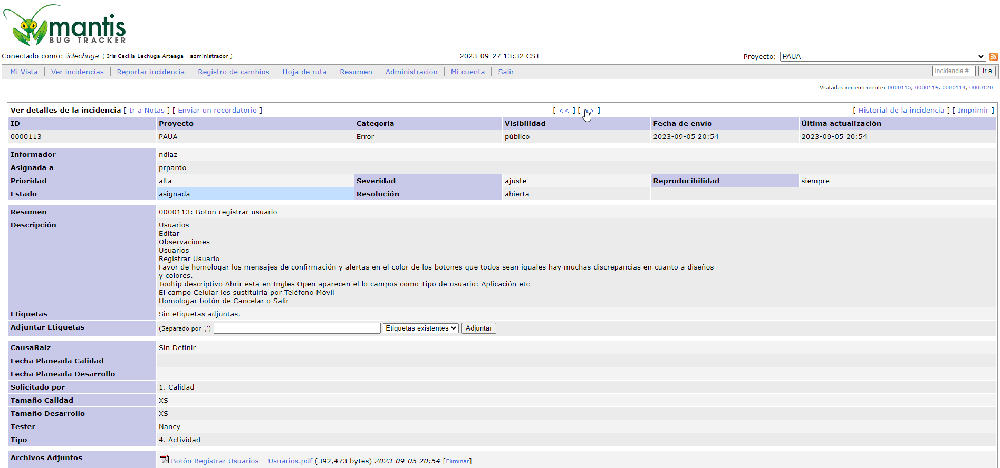 mantis
BUG TRACKER
Conectado como: iclechuga ( Iris Cecilia Lechuga Arteaga - administrador ) 2023-09-27 13:32 CST Proyecto: PAUA
Mi Vista | Ver incidencias | Reportar incidencia | Registro de cambios | Hoja de ruta | Resumen | Administración | Mi cuenta | Salir Incidencia # Ir a
Visitadas recientemente: 0000115, 0000116, 0000114, 0000120
Ver detalles de la incidencia [ Ir a Notas ] [ Enviar un recordatorio ] [ << ] [ >> ] [ Historial de la incidencia ] [ Imprimir ]
ID Proyecto Categoría Visibilidad Fecha de envío Última actualización
0000113 PAUA Error público 2023-09-05 20:54 2023-09-05 20:54
Informador ndiaz
Asignada a prpardo
Prioridad alta Severidad ajuste Reproducibilidad siempre
Estado asignada Resolución abierta
Resumen 0000113: Boton registrar usuario
Descripción Usuarios
Editar
Observaciones
Usuarios
Registrar Usuario
Favor de homologar los mensajes de confirmación y alertas en el color de los botones que todos sean iguales hay muchas discrepancias en cuanto a diseños
y colores.
Tooltip descriptivo Abrir esta en Ingles Open aparecen el lo campos como Tipo de usuario: Aplicación etc
El campo Celular los sustituiría por Teléfono Móvil
Homologar botón de Cancelar o Salir
Etiquetas Sin etiquetas adjuntas.
Adjuntar Etiquetas (Separado por ',') Etiquetas existentes Adjuntar
CausaRaiz Sin Definir
Fecha Planeada Calidad
Fecha Planeada Desarrollo
Solicitado por 1.-Calidad
Tamaño Calidad XS
Tamaño Desarrollo XS
Tester Nancy
Tipo 4.-Actividad
Archivos Adjuntos Botón Registrar Usuarios _ Usuarios.pdf (392,473 bytes) 2023-09-05 20:54 [Eliminar]